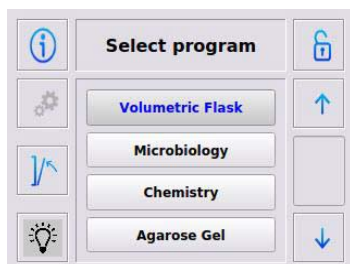 Select program
Volumetric Flask
Microbiology
Chemistry
Agarose Gel